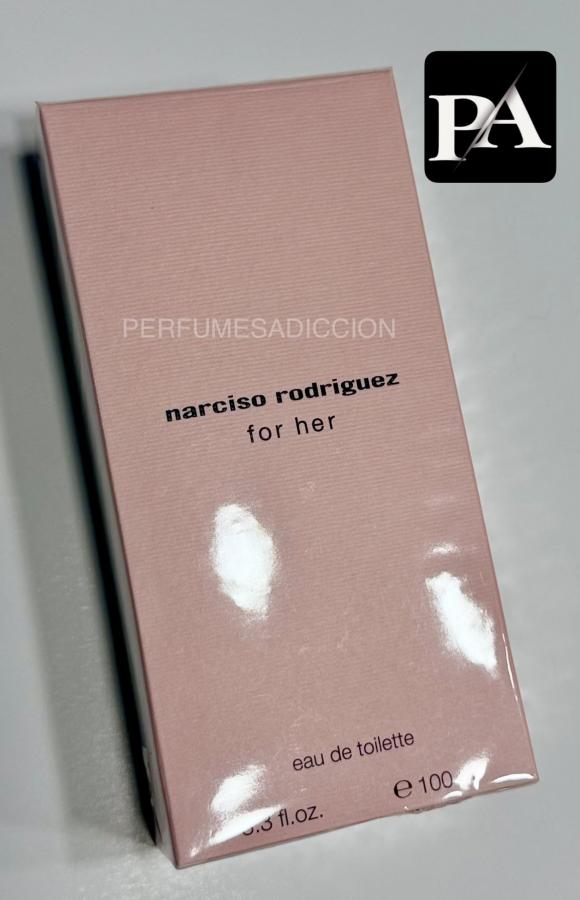 PA
PERFUMESADICCION
narciso rodriguez
for her
eau de toilette
℮ 100
fl.oz.